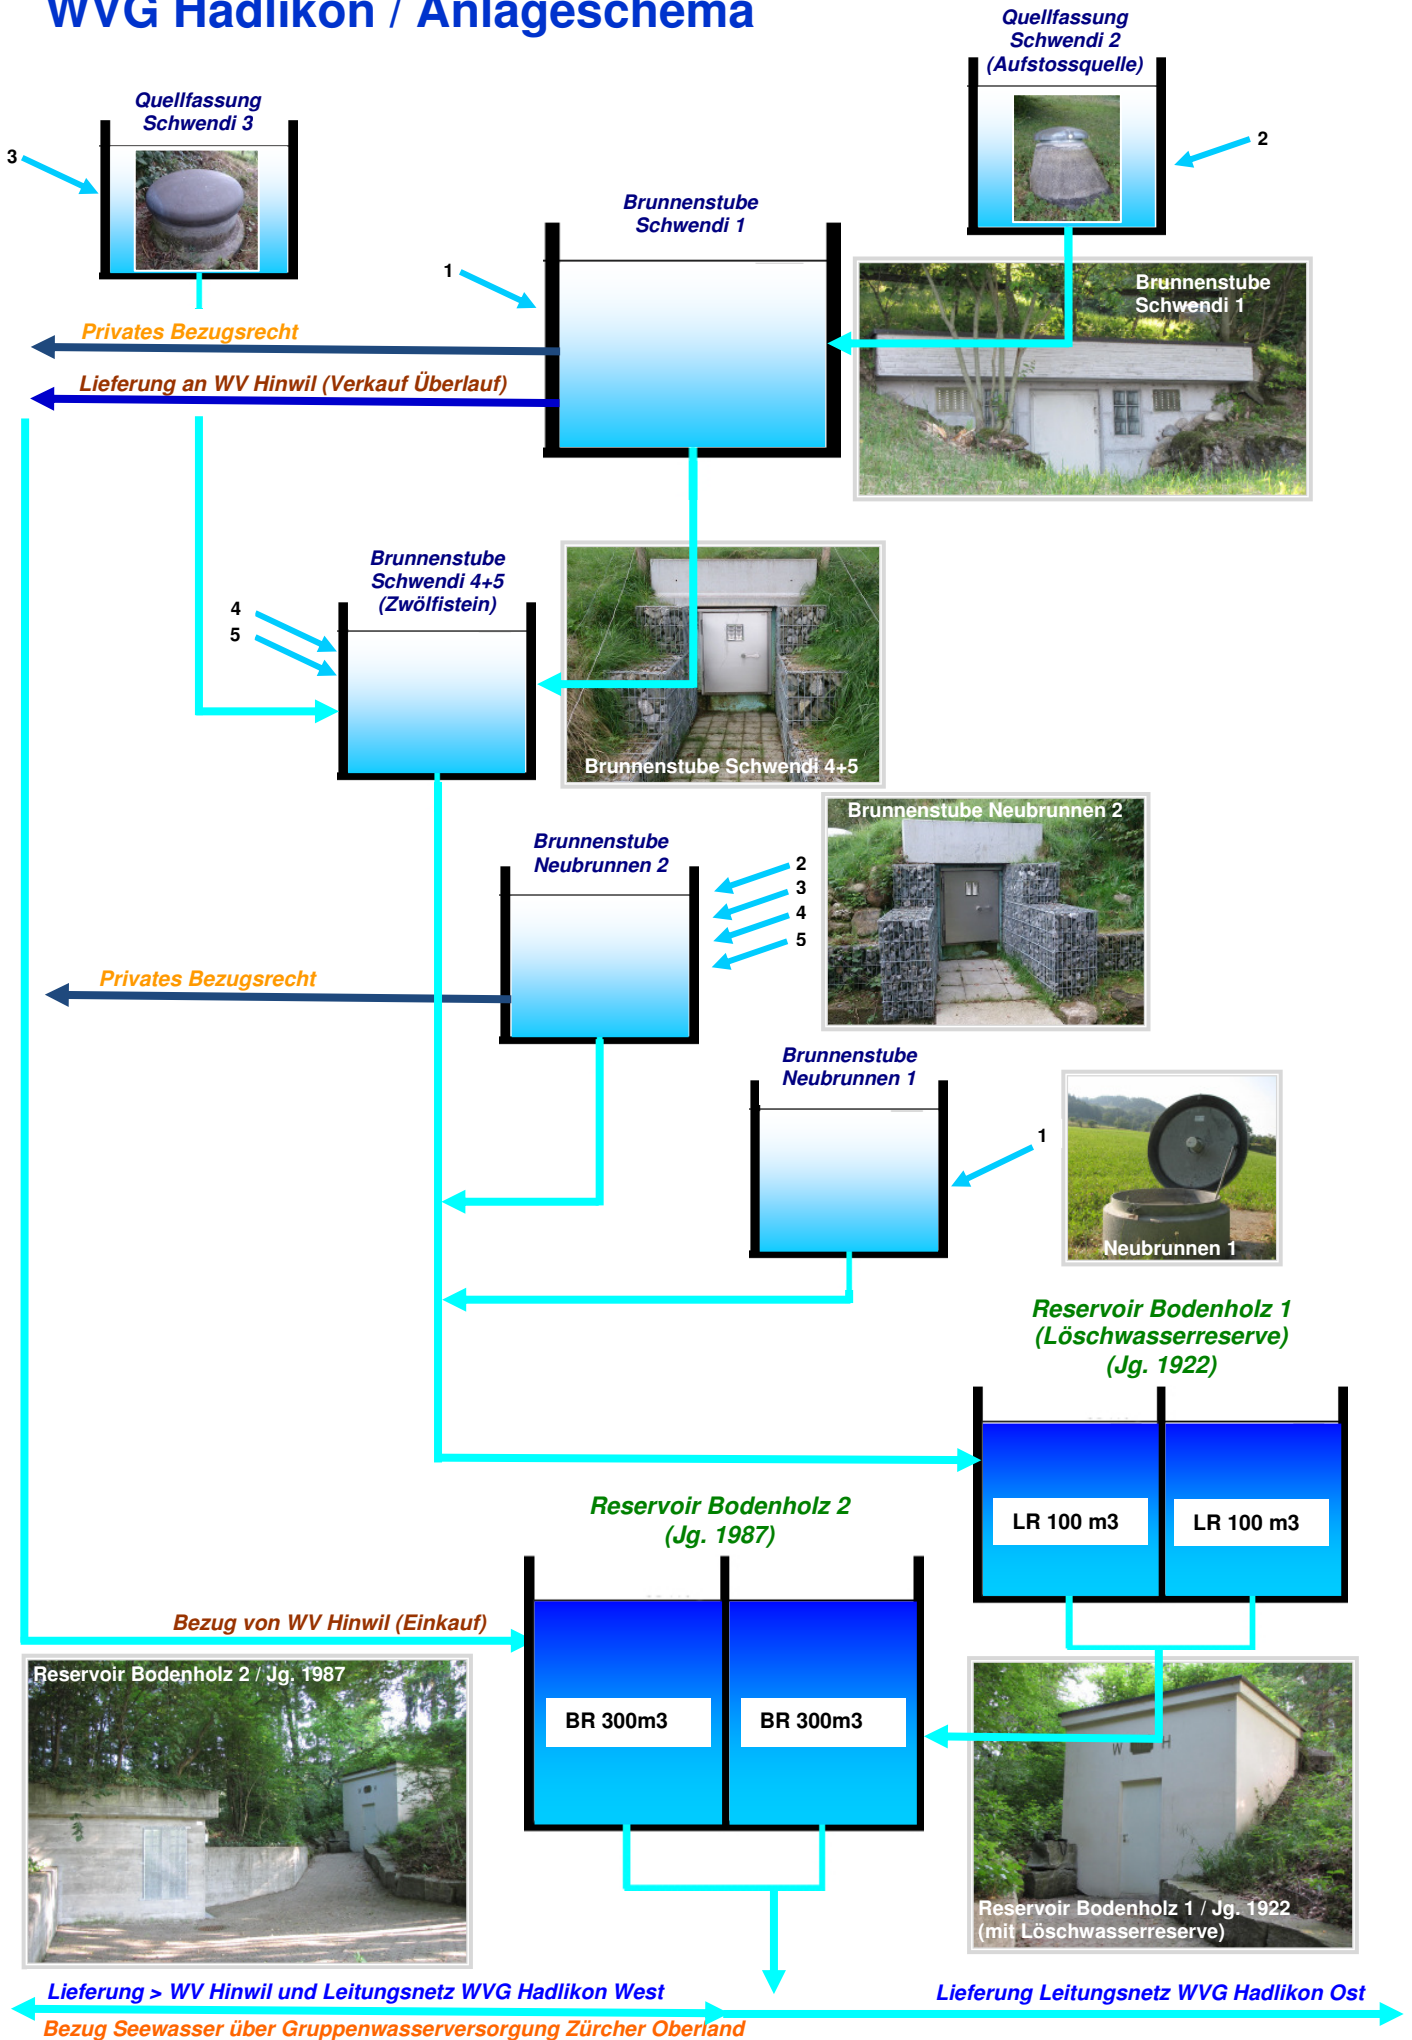 WVG Hadlikon / Anlageschema
Quellfassung
Schwendi 2
(Aufstossquelle)
2
Quellfassung
Schwendi 3
3
Brunnenstube
Schwendi 1
1
Brunnenstube
Schwendi 1
Privates Bezugsrecht
Lieferung an WV Hinwil (Verkauf Überlauf)
Brunnenstube
Schwendi 4+5
(Zwölfistein)
4
5
Brunnenstube Schwendi 4+5
Brunnenstube Neubrunnen 2
Brunnenstube
Neubrunnen 2
2
3
4
5
Privates Bezugsrecht
Brunnenstube
Neubrunnen 1
1
Neubrunnen 1
Reservoir Bodenholz 1
(Löschwasserreserve)
(Jg. 1922)
LR 100 m3
LR 100 m3
Reservoir Bodenholz 2
(Jg. 1987)
BR 300m3
BR 300m3
Bezug von WV Hinwil (Einkauf)
Reservoir Bodenholz 2 / Jg. 1987
W H
Reservoir Bodenholz 1 / Jg. 1922
(mit Löschwasserreserve)
Lieferung > WV Hinwil und Leitungsnetz WVG Hadlikon West
Lieferung Leitungsnetz WVG Hadlikon Ost
Bezug Seewasser über Gruppenwasserversorgung Zürcher Oberland